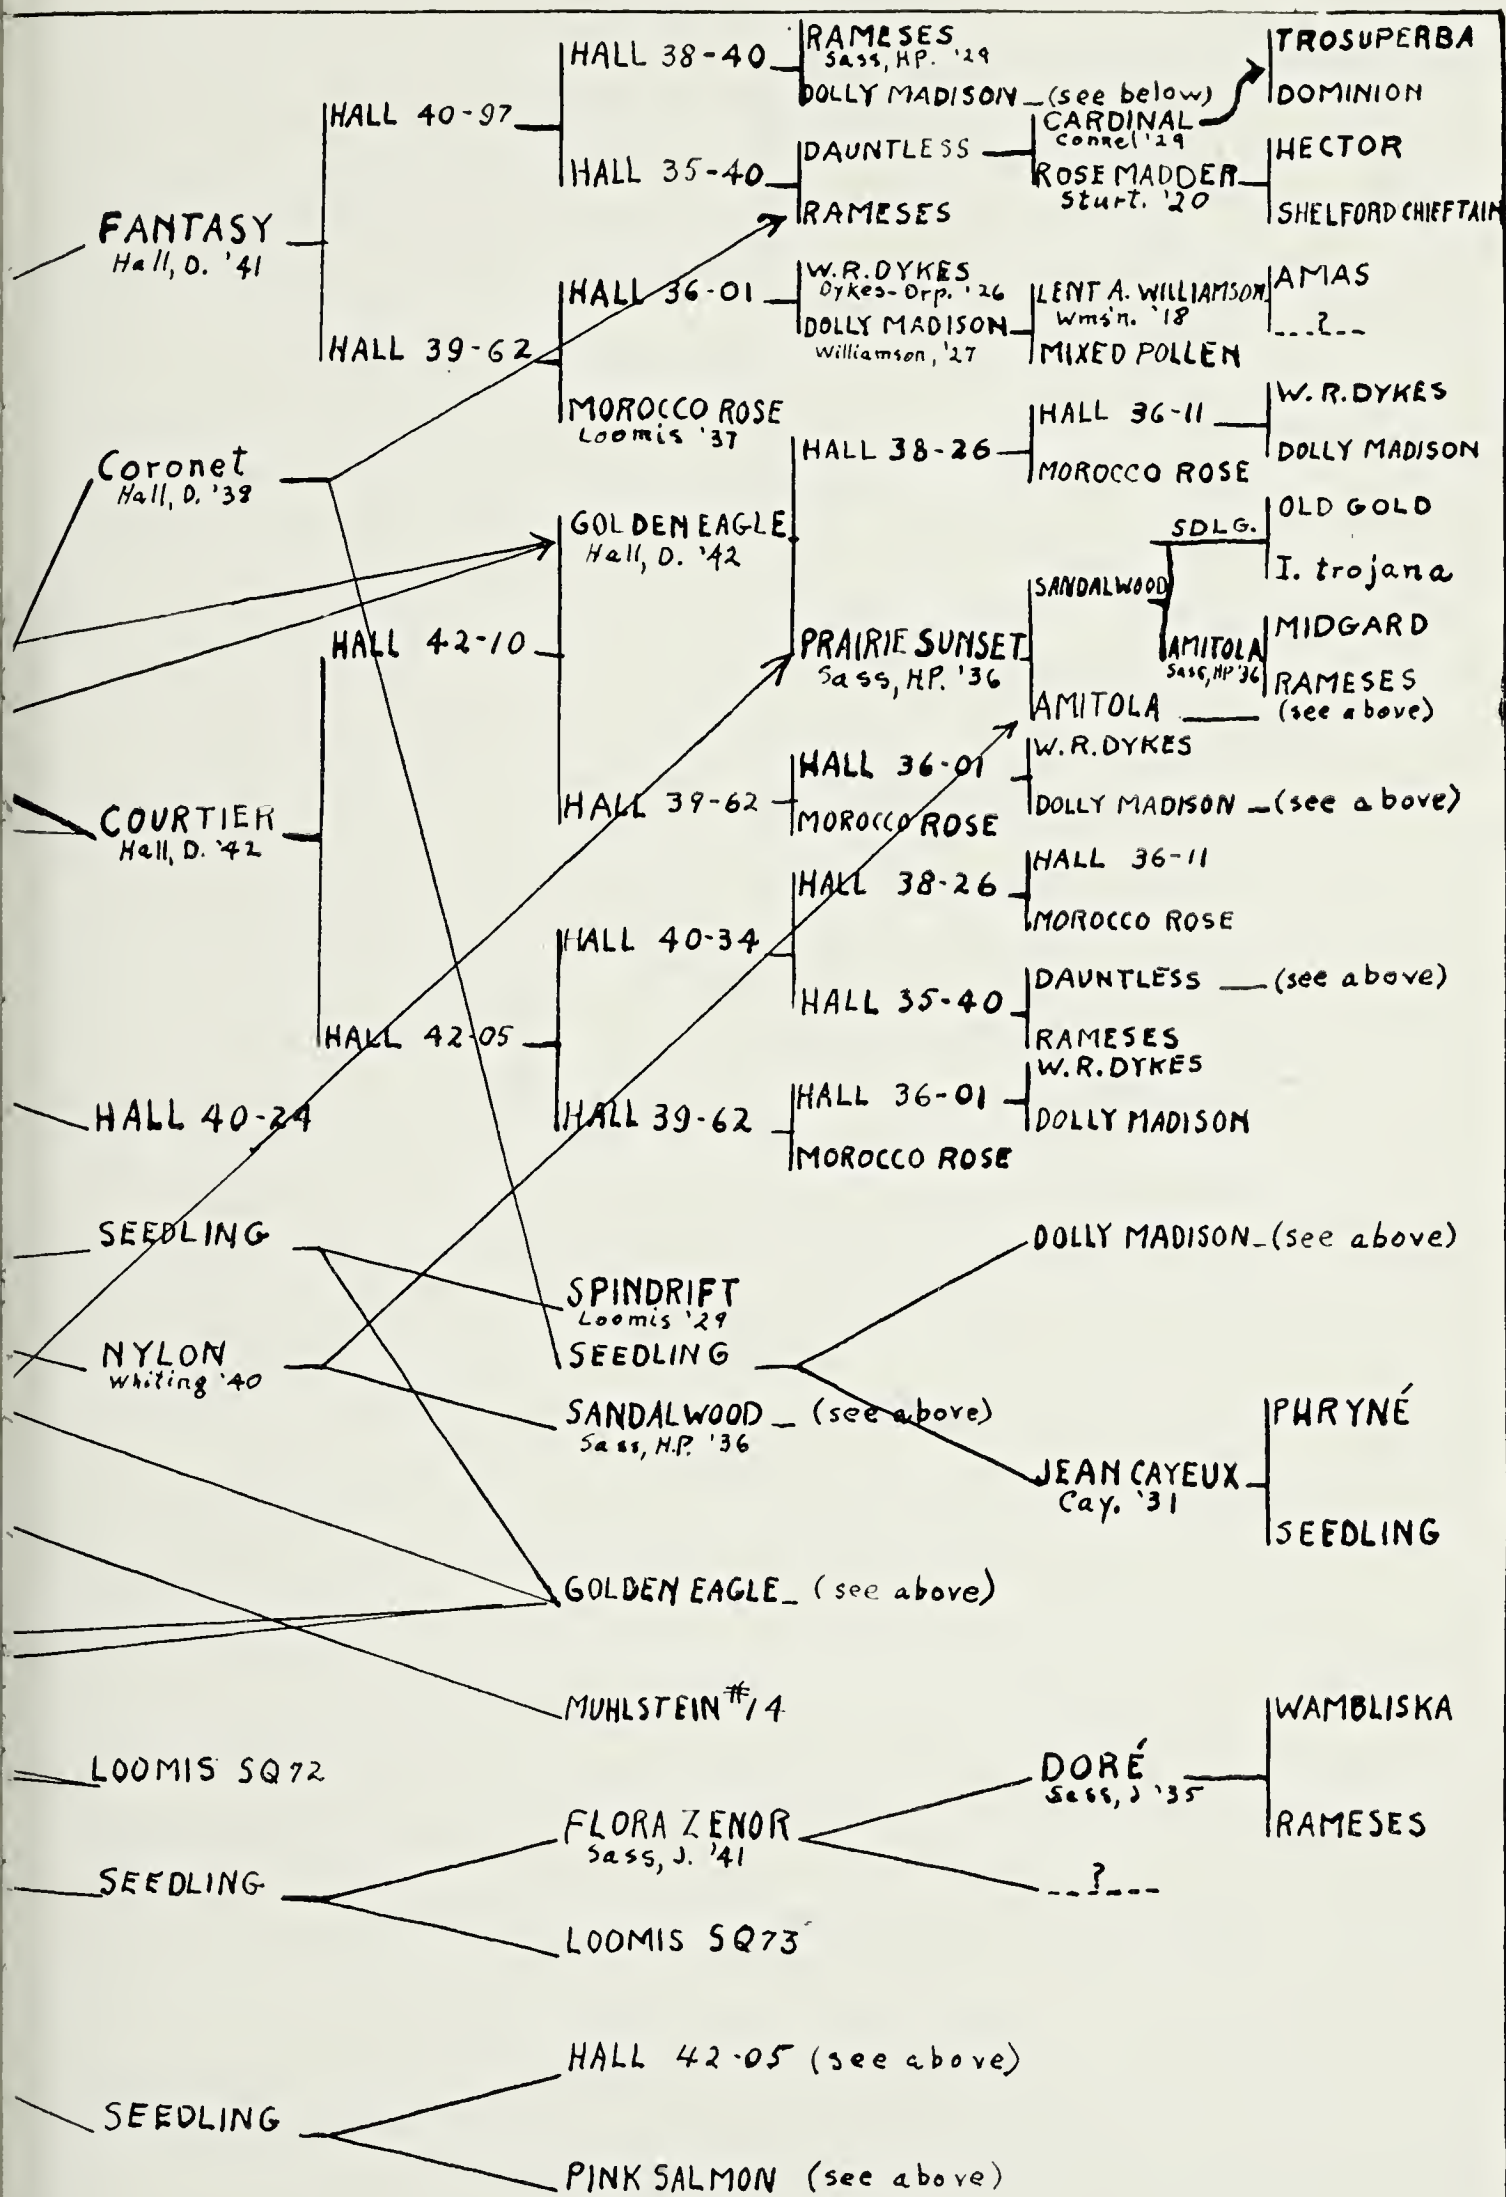 FANTASY
Hall, D. '41
Coronet
Hall, D. '38
COURTIER
Hall, D. '42
HALL 40-24
SEEDLING
NYLON
Whiting '40
LOOMIS SQ72
SEEDLING
SEEDLING
HALL 40-97
HALL 39-62
HALL 42-10
HALL 42-05
HALL 38-40
HALL 35-40
HALL 36-01
MOROCCO ROSE
Loomis '37
GOLDEN EAGLE
Hall, D. '42
HALL 39-62
HALL 40-34
HALL 39-62
SPINDRIFT
Loomis '29
SEEDLING
SANDALWOOD _ (see above)
Sass, H.P. '36
GOLDEN EAGLE _ (see above)
MUHLSTEIN #14
FLORA ZENOR
Sass, J. '41
LOOMIS SQ73
HALL 42-05 (see above)
PINK SALMON (see above)
RAMESES
Sass, HP. '29
DOLLY MADISON _ (see below)
DAUNTLESS
RAMESES
W.R. DYKES
Dykes-Orp. '26
DOLLY MADISON
Williamson, '27
HALL 38-26
PRAIRIE SUNSET
Sass, HP. '36
HALL 36-01
MOROCCO ROSE
HALL 38-26
HALL 35-40
HALL 36-01
MOROCCO ROSE
CARDINAL
Connel '29
ROSE MADDER
Sturt. '20
LENT A. WILLIAMSON
Wms'n. '18
MIXED POLLEN
HALL 36-11
MOROCCO ROSE
SANDALWOOD
AMITOLA
W.R. DYKES
DOLLY MADISON _ (see above)
HALL 36-11
MOROCCO ROSE
DAUNTLESS __ (see above)
RAMESES
W.R. DYKES
DOLLY MADISON
DOLLY MADISON _ (see above)
JEAN CAYEUX
Cay. '31
DORÉ
Sass, J '35
--?---
TROSUPERBA
DOMINION
HECTOR
SHELFORD CHIEFTAIN
AMAS
---?--
W.R. DYKES
DOLLY MADISON
SDLG.
OLD GOLD
I. trojana
AMITOLA
Sass, HP '36
MIDGARD
RAMESES
(see above)
PHRYNÉ
SEEDLING
WAMBLISKA
RAMESES